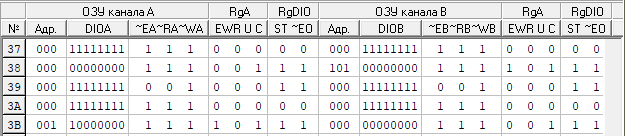 ОЗУ канала А RgA RgDIO ОЗУ канала В RgA RgDIO
№ Адр. DIOA ~EA~RA~WA EWR U C ST ~EO Адр. DIOB ~EB~RB~WB EWR U C ST ~EO
37 000 11111111 1 1 1 0 0 0 0 0 000 11111111 1 1 1 0 0 0 0 0
38 000 00000000 1 1 1 0 0 1 1 1 101 00000000 1 1 1 1 0 1 1 1
39 000 11111111 0 0 1 0 0 0 1 1 000 11111111 0 0 1 0 0 0 1 1
3A 000 11111111 1 1 1 0 0 0 0 0 000 11111111 1 1 1 0 0 0 0 0
3B 001 10000000 1 1 1 1 0 1 1 1 000 00000000 1 1 1 0 0 1 1 1